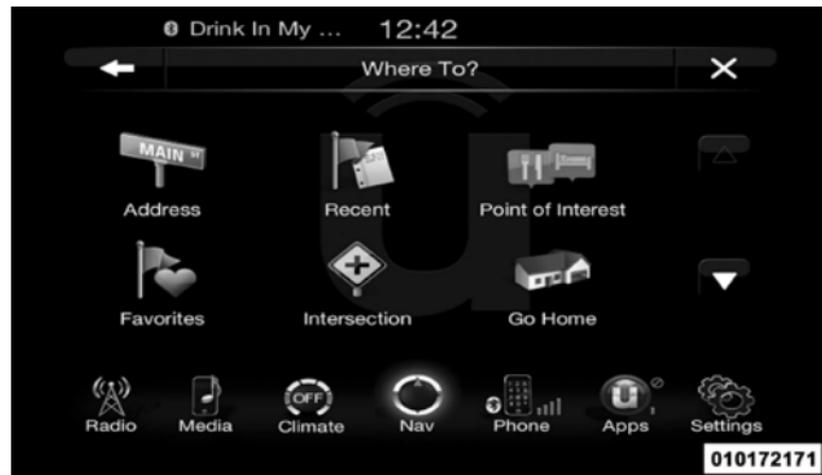 Drink In My ... 12:42
Where To?
MAIN ST
Address Recent Point of Interest
Favorites Intersection Go Home
OFF
Radio Media Climate Nav Phone Apps Settings
010172171